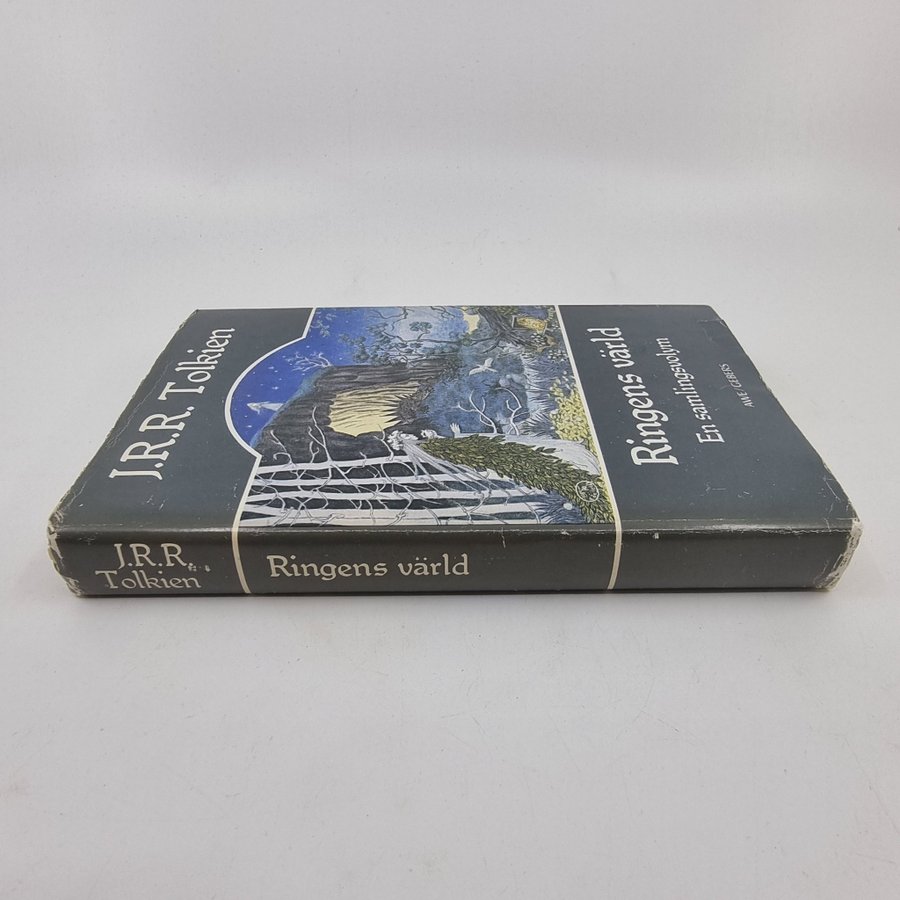 J.R.R. Tolkien
Ringens värld
En samlingsvolym
AWE/GEBERS
J.R.R.
Tolkien
Ringens värld